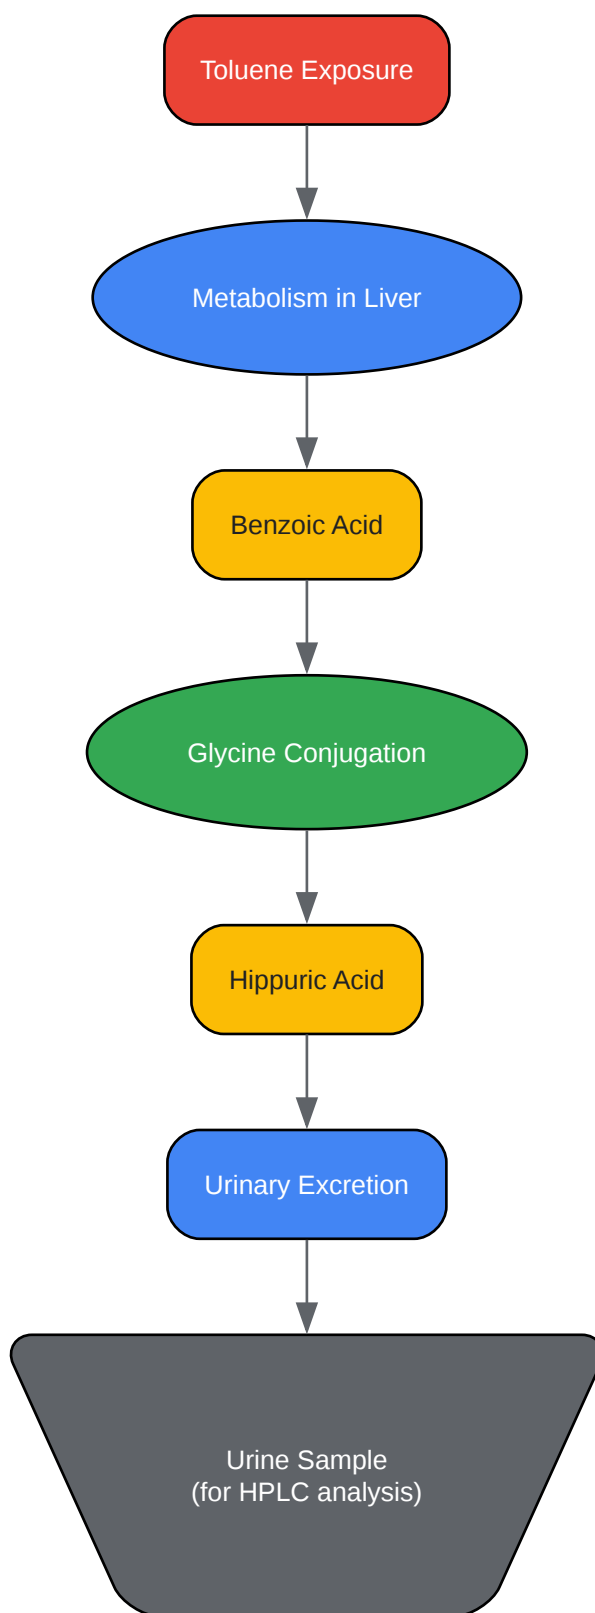 Toluene Exposure
Metabolism in Liver
Benzoic Acid
Glycine Conjugation
Hippuric Acid
Urinary Excretion
Urine Sample
(for HPLC analysis)